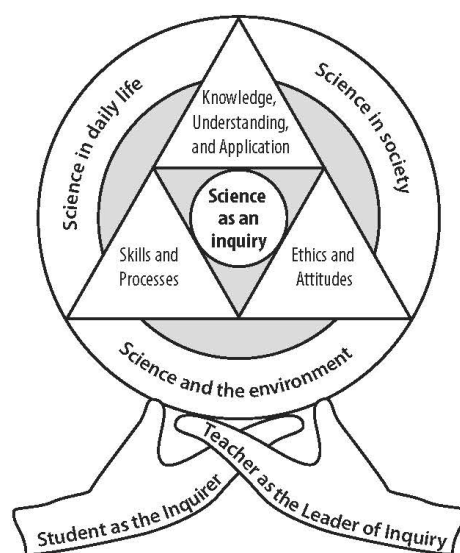 Science in daily life
Science in society
Knowledge,
Understanding,
and Application
Science
as an
inquiry
Skills and
Processes
Ethics and
Attitudes
Science and the environment
Student as the Inquirer
Teacher as the Leader of Inquiry